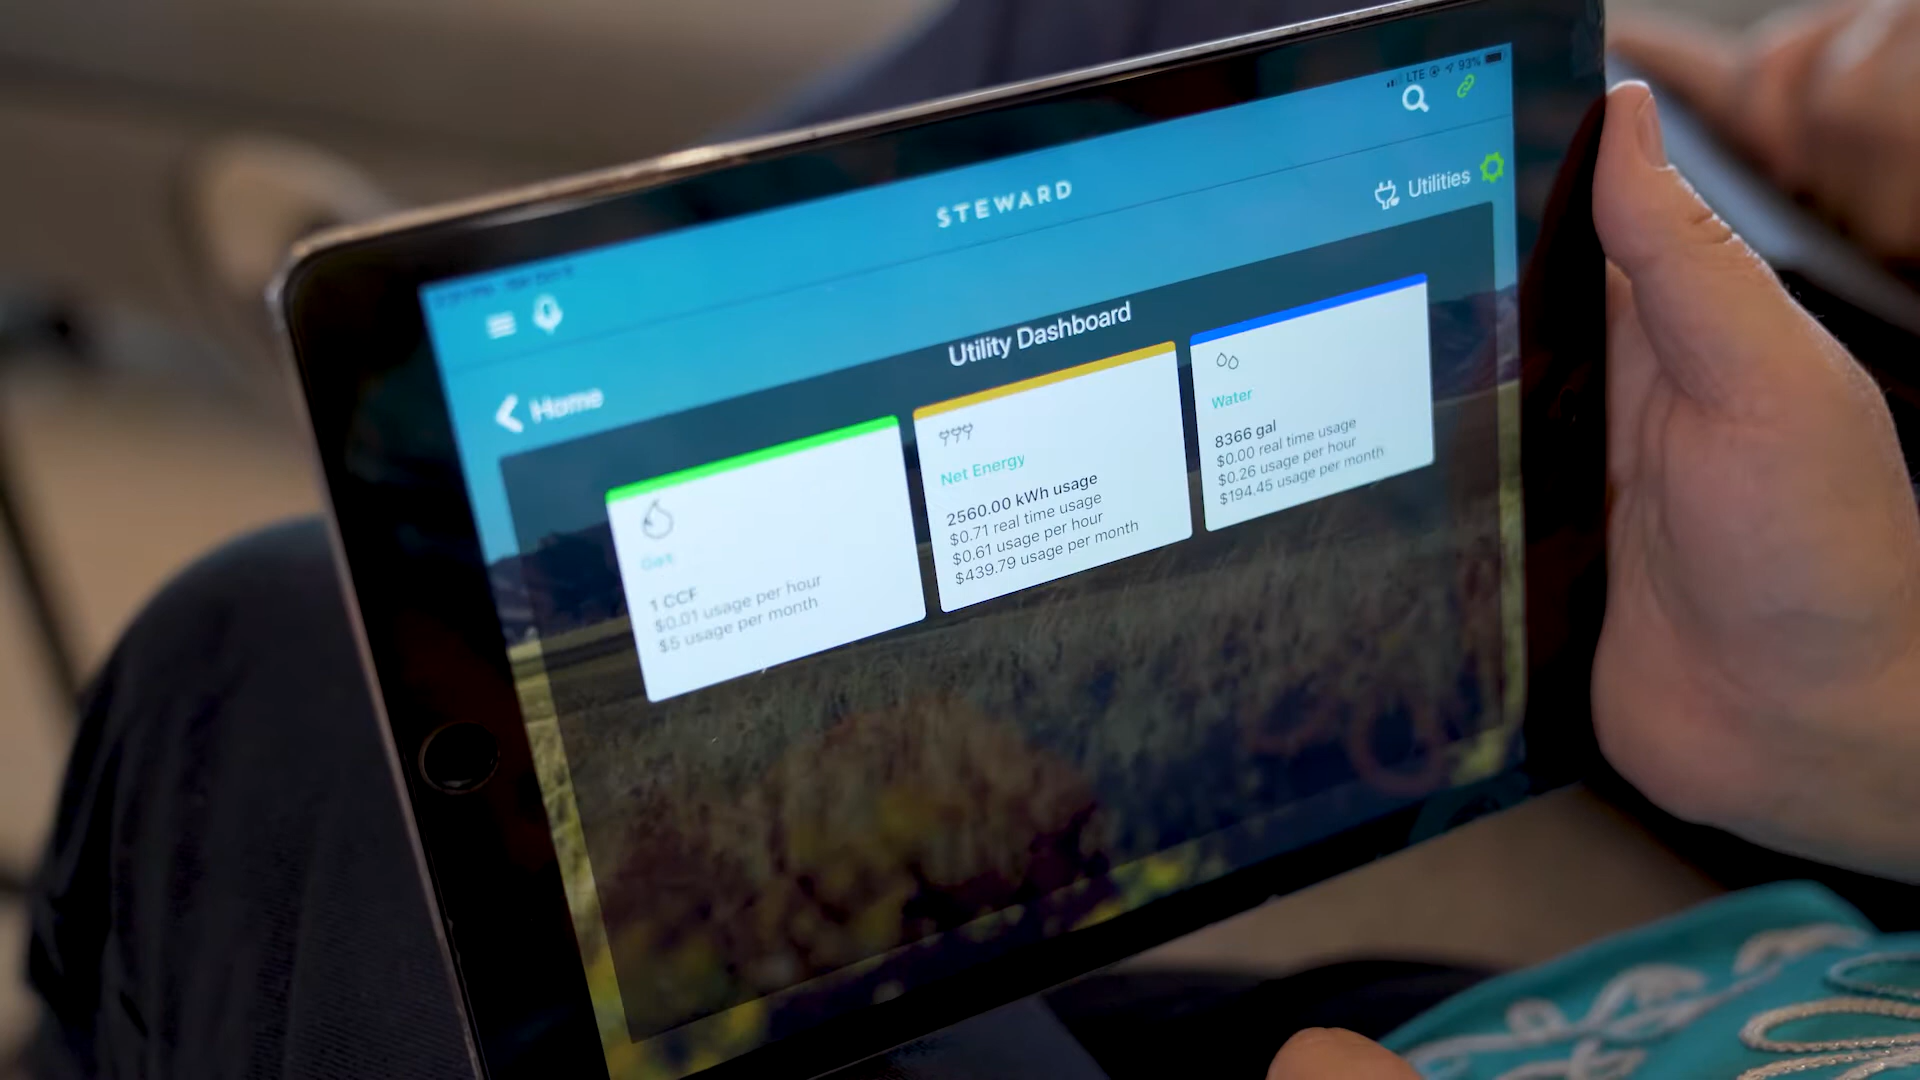 LTE 93%
STEWARD
Utilities
Home
Utility Dashboard
Gas
1 CCF
$0.01 usage per hour
$5 usage per month
Net Energy
2560.00 kWh usage
$0.71 real time usage
$0.61 usage per hour
$439.79 usage per month
Water
8366 gal
$0.00 real time usage
$0.26 usage per hour
$194.45 usage per month